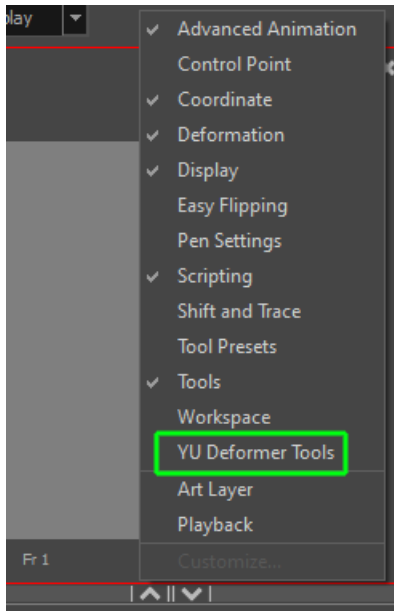 play
Advanced Animation
Control Point
Coordinate
Deformation
Display
Easy Flipping
Pen Settings
Scripting
Shift and Trace
Tool Presets
Tools
Workspace
YU Deformer Tools
Art Layer
Playback
Fr 1
Customize...